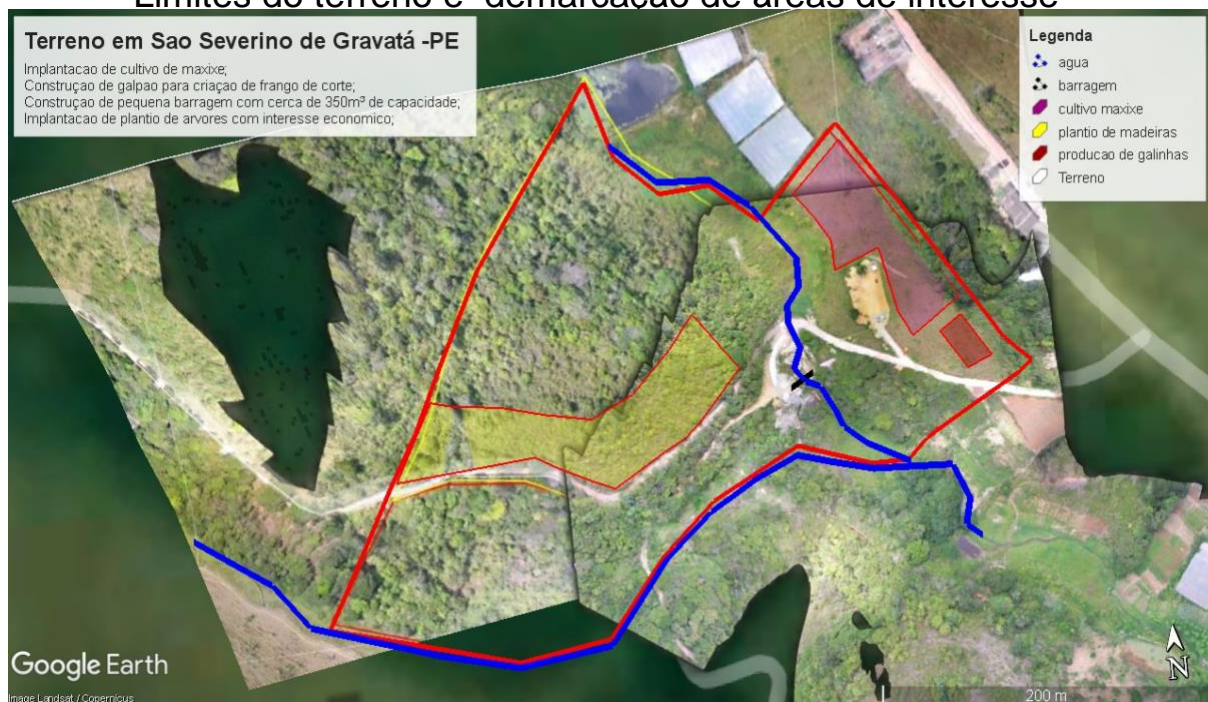 Limites do terreno e demarcação de áreas de interesse
Terreno em Sao Severino de Gravatá -PE
Implantacao de cultivo de maxixe;
Construçao de galpao para criaçao de frango de corte;
Construçao de pequena barragem com cerca de 350m³ de capacidade;
Implantacao de plantio de arvores com interesse economico;
Legenda
agua
barragem
cultivo maxixe
plantio de madeiras
producao de galinhas
Terreno
Google Earth
Image Landsat / Copernicus
N
200 m